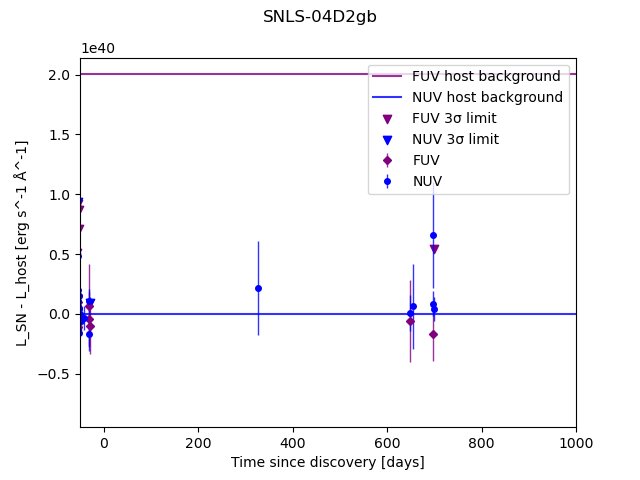 SNLS-04D2gb
1e40
FUV host background
NUV host background
FUV 3σ limit
NUV 3σ limit
FUV
NUV
2.0
1.5
1.0
0.5
0.0
−0.5
L_SN - L_host [erg s^-1 Å^-1]
0
200
400
600
800
1000
Time since discovery [days]